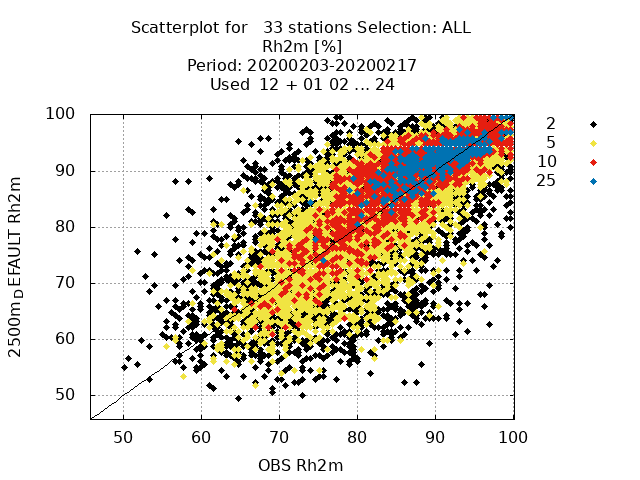 Scatterplot for   33 stations Selection: ALL
Rh2m [%]
Period: 20200203-20200217
Used  12 + 01 02 ... 24
2
5
10
25
100
90
80
70
60
50
2500m_DEFAULT Rh2m
50 60 70 80 90 100
OBS Rh2m